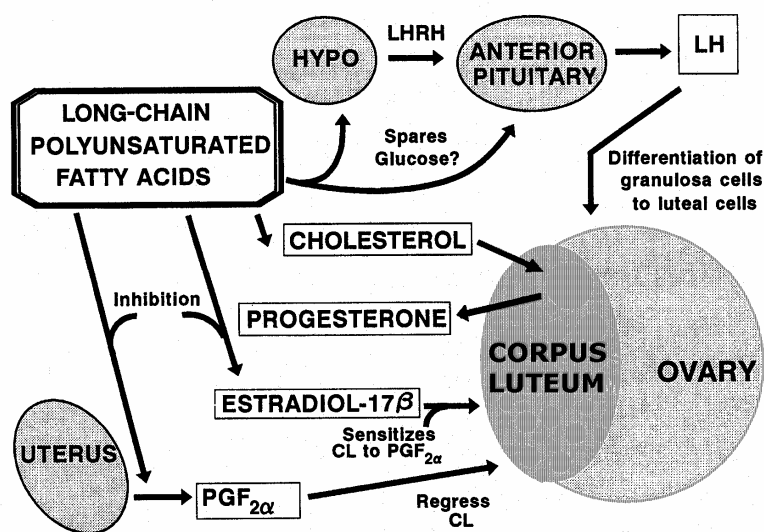 HYPO
LHRH
ANTERIOR
PITUITARY
LH
LONG-CHAIN
POLYUNSATURATED
FATTY ACIDS
Spares
Glucose?
Differentiation of
granulosa cells
to luteal cells
CHOLESTEROL
Inhibition
PROGESTERONE
CORPUS
LUTEUM
OVARY
ESTRADIOL-17β
Sensitizes
CL to PGF2α
UTERUS
PGF2α
Regress
CL